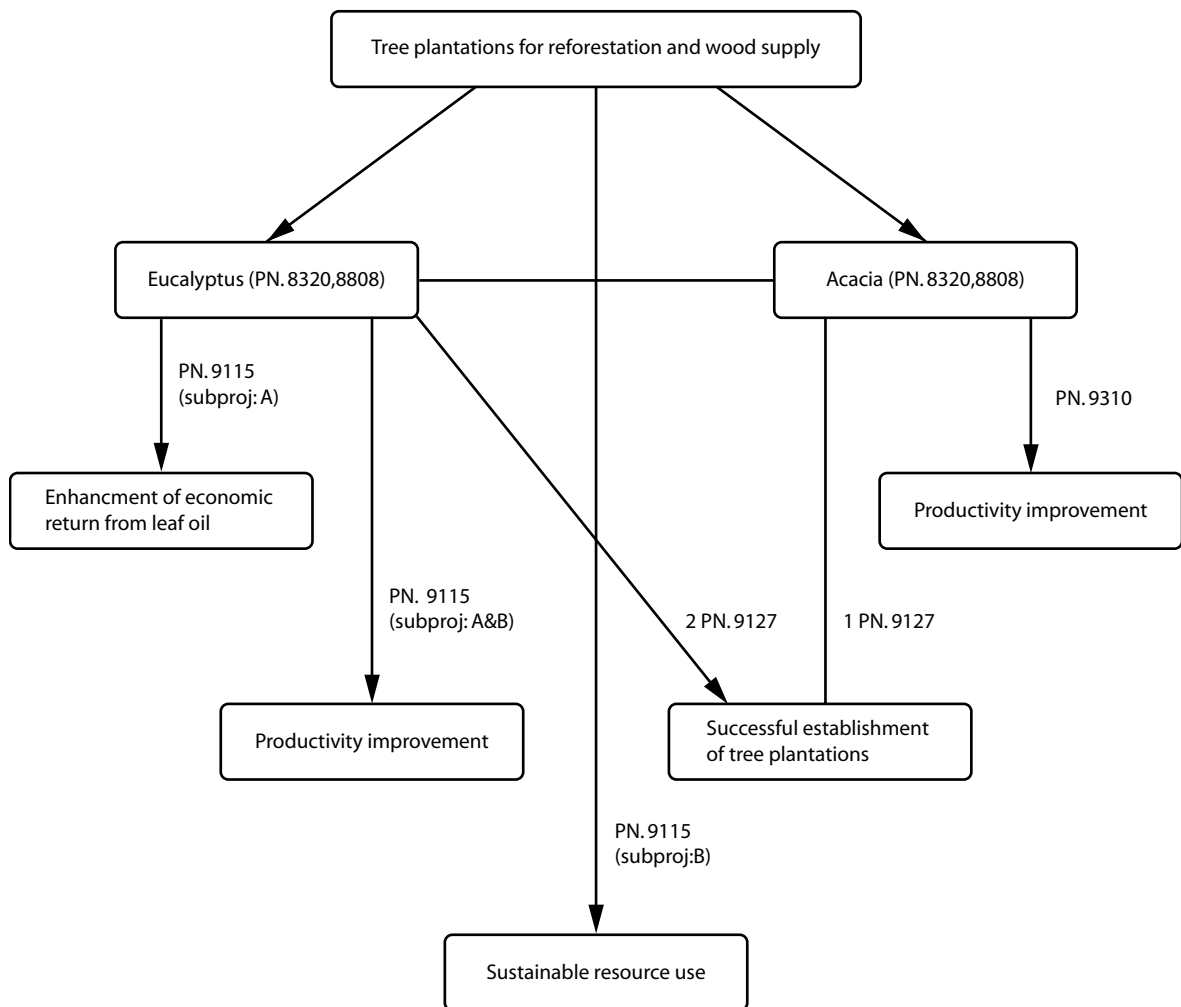 Tree plantations for reforestation and wood supply
Eucalyptus (PN. 8320,8808)
Acacia (PN. 8320,8808)
PN. 9115
(subproj: A)
PN. 9310
Enhancment of economic
return from leaf oil
Productivity improvement
PN. 9115
(subproj: A&B)
2 PN. 9127
1 PN. 9127
Productivity improvement
Successful establishment
of tree plantations
PN. 9115
(subproj:B)
Sustainable resource use